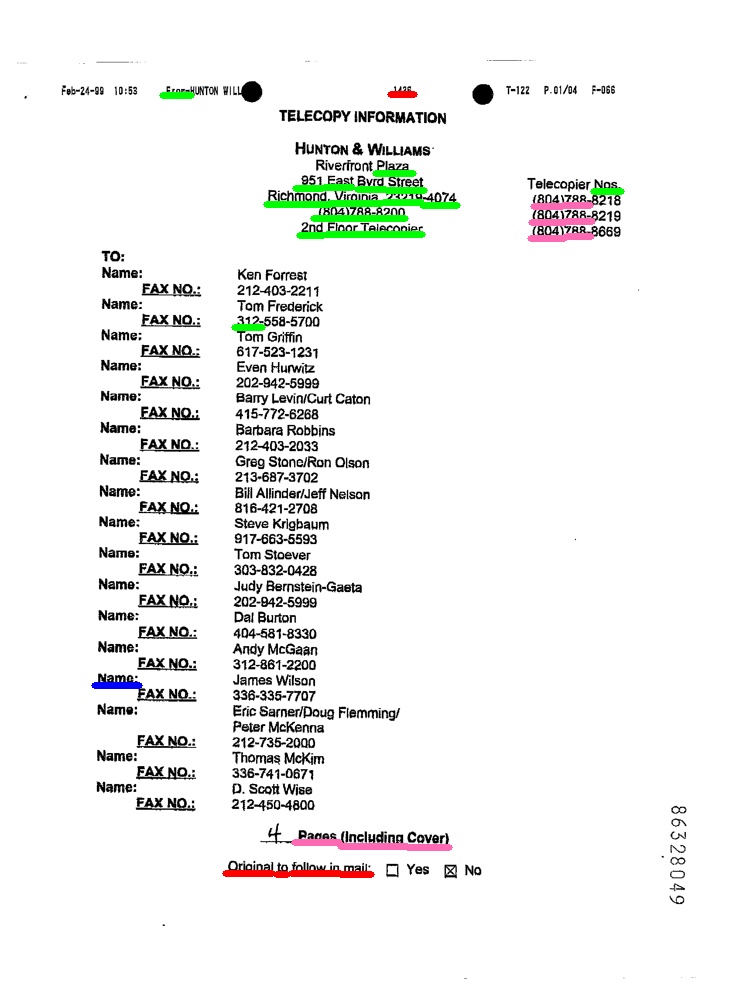 Feb-24-99 10:53 From-HUNTON WILL 1426 T-122 P.01/04 F-066
TELECOPY INFORMATION
HUNTON & WILLIAMS
Riverfront Plaza
951 East Byrd Street
Richmond, Virginia 23219-4074
(804)788-8200
2nd Floor Telecopier
Telecopier Nos.
(804)788-8218
(804)788-8219
(804)788-8669
TO:
Name: Ken Forrest
FAX NO.: 212-403-2211
Name: Tom Frederick
FAX NO.: 312-558-5700
Name: Tom Griffin
FAX NO.: 617-523-1231
Name: Even Hurwitz
FAX NO.: 202-942-5999
Name: Barry Levin/Curt Caton
FAX NO.: 415-772-6268
Name: Barbara Robbins
FAX NO.: 212-403-2033
Name: Greg Stone/Ron Olson
FAX NO.: 213-687-3702
Name: Bill Allinder/Jeff Nelson
FAX NO.: 816-421-2708
Name: Steve Krigbaum
FAX NO.: 917-663-5593
Name: Tom Stoever
FAX NO.: 303-832-0428
Name: Judy Bernstein-Gaeta
FAX NO.: 202-942-5999
Name: Dal Burton
FAX NO.: 404-581-8330
Name: Andy McGaan
FAX NO.: 312-861-2200
Name: James Wilson
FAX NO.: 336-335-7707
Name: Eric Sarner/Doug Flemming/
Peter McKenna
FAX NO.: 212-735-2000
Name: Thomas McKim
FAX NO.: 336-741-0671
Name: D. Scott Wise
FAX NO.: 212-450-4800
4 Pages (Including Cover)
Original to follow in mail: ☐ Yes ☒ No
86328049